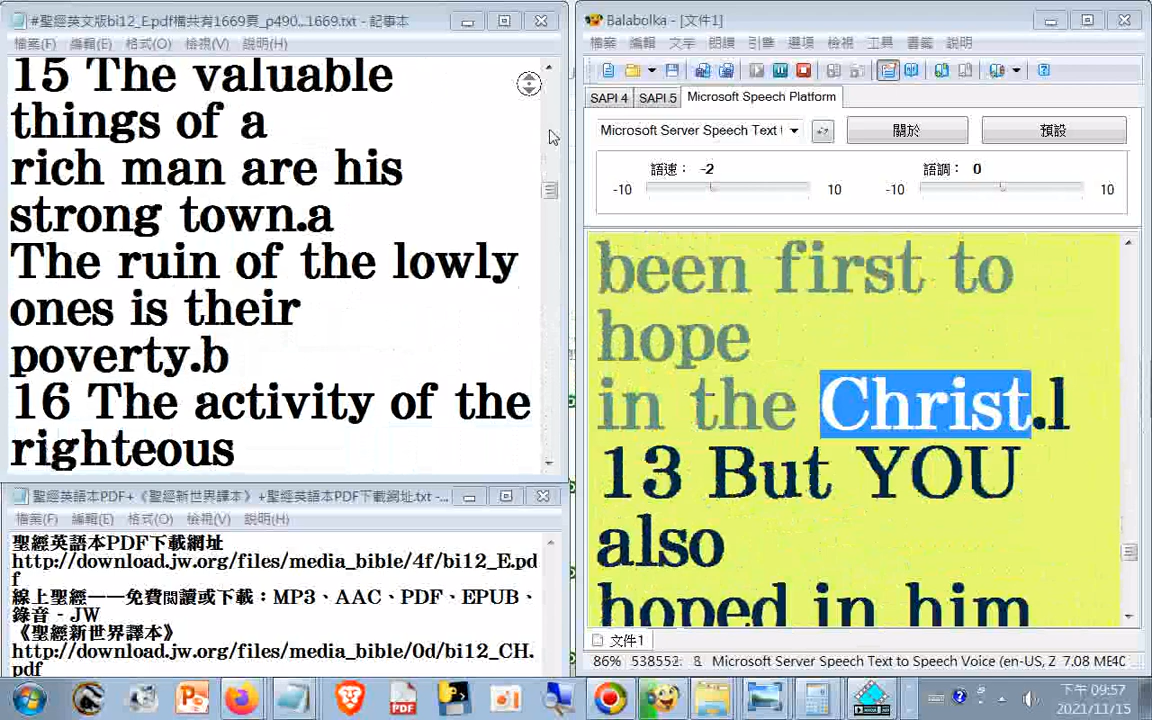 #聖經英文版bi12_E.pdf檔共有1669頁_p490,...1669.txt - 記事本
檔案(F) 編輯(E) 格式(O) 檢視(V) 說明(H)
15 The valuable
things of a
rich man are his
strong town.a
The ruin of the lowly
ones is their
poverty.b
16 The activity of the
righteous
聖經英語本PDF+《聖經新世界譯本》+聖經英語本PDF下載網址.txt - ...
檔案(F) 編輯(E) 格式(O) 檢視(V) 說明(H)
聖經英語本PDF下載網址
http://download.jw.org/files/media_bible/4f/bi12_E.pd
f
線上聖經——免費閱讀或下載：MP3、AAC、PDF、EPUB、
錄音 - JW
《聖經新世界譯本》
http://download.jw.org/files/media_bible/0d/bi12_CH.
pdf
Balabolka - [文件1]
檔案 編輯 文字 朗讀 引擎 選項 檢視 工具 書籤 說明
SAPI 4 SAPI 5 Microsoft Speech Platform
Microsoft Server Speech Text 關於 預設
語速： -2 語調： 0
-10 10 -10 10
been first to
hope
in the Christ.l
13 But YOU
also
hoped in him
文件1
86% 538552. Microsoft Server Speech Text to Speech Voice (en-US, Z 7.08 ME
PDF
下午 09:57
2021/11/15